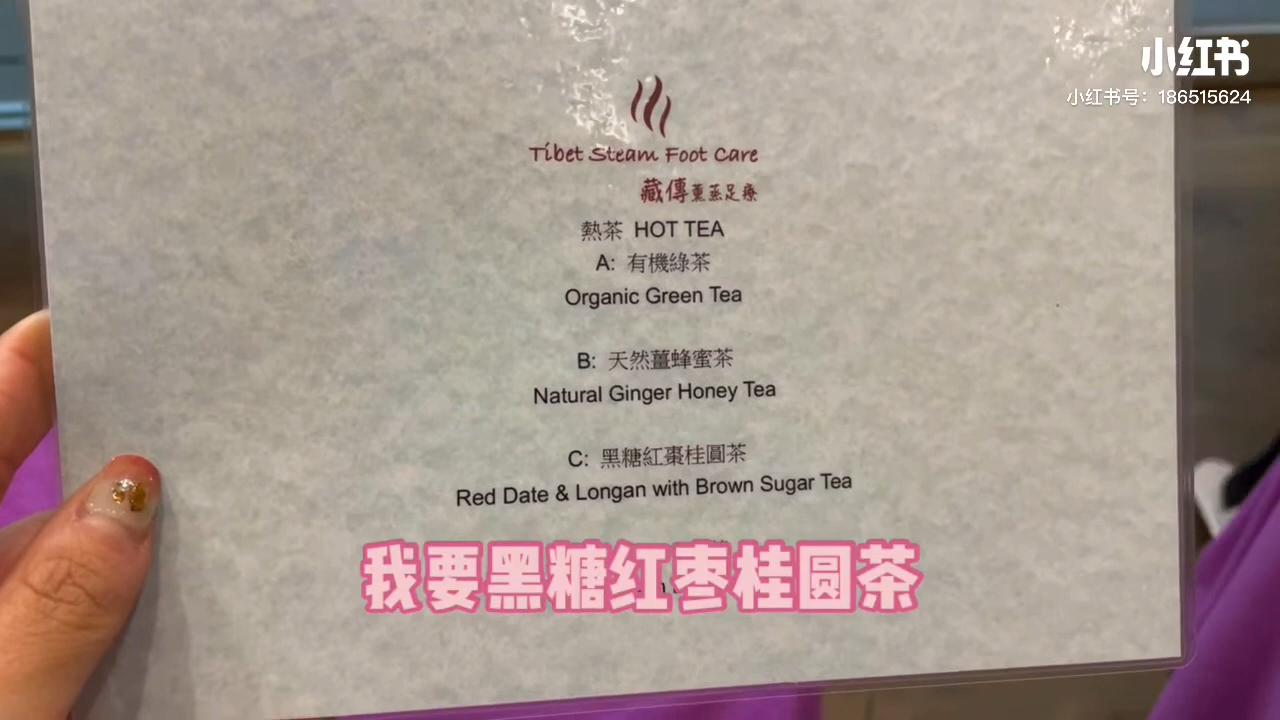 小红书
小红书号: 186515624
Tibet Steam Foot Care
藏傳熏蒸足療
熱茶 HOT TEA
A: 有機綠茶
Organic Green Tea
B: 天然薑蜂蜜茶
Natural Ginger Honey Tea
C: 黑糖紅棗桂圓茶
Red Date & Longan with Brown Sugar Tea
我要黑糖红枣桂圆茶